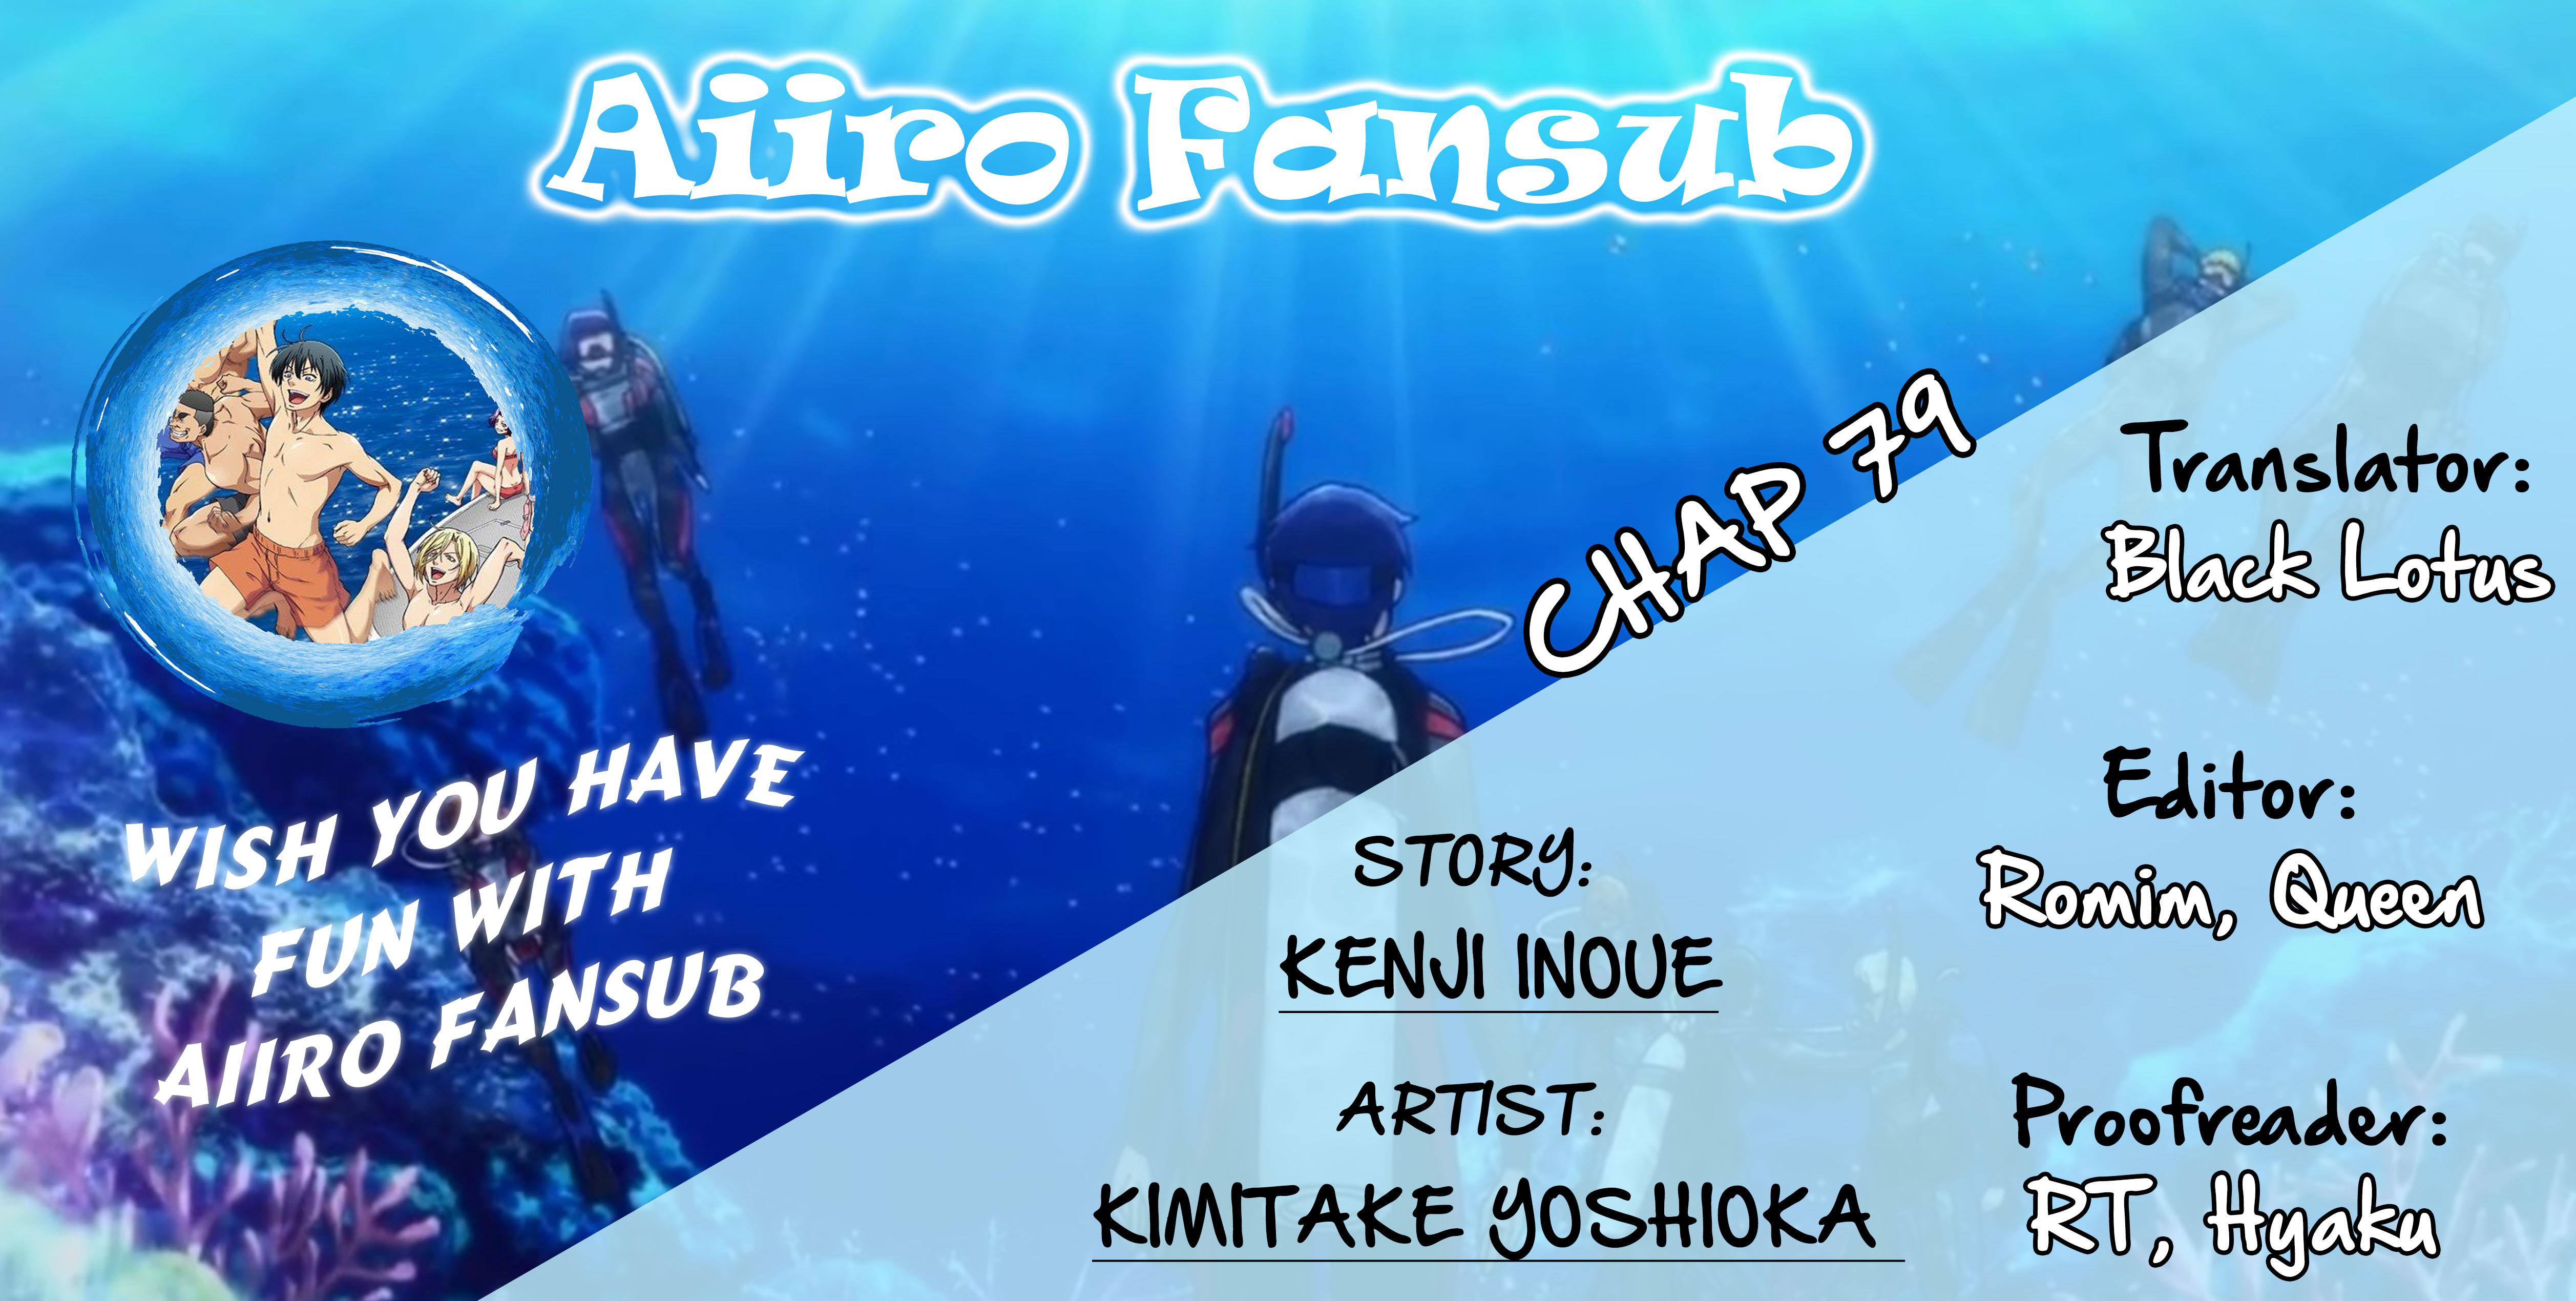 Aiiro Fansub
CHAP 79
WISH YOU HAVE
FUN WITH
AIIRO FANSUB
STORY:
KENJI INOUE
ARTIST:
KIMITAKE YOSHIOKA
Translator:
Black Lotus
Editor:
Romim, Queen
Proofreader:
RT, Hyaku